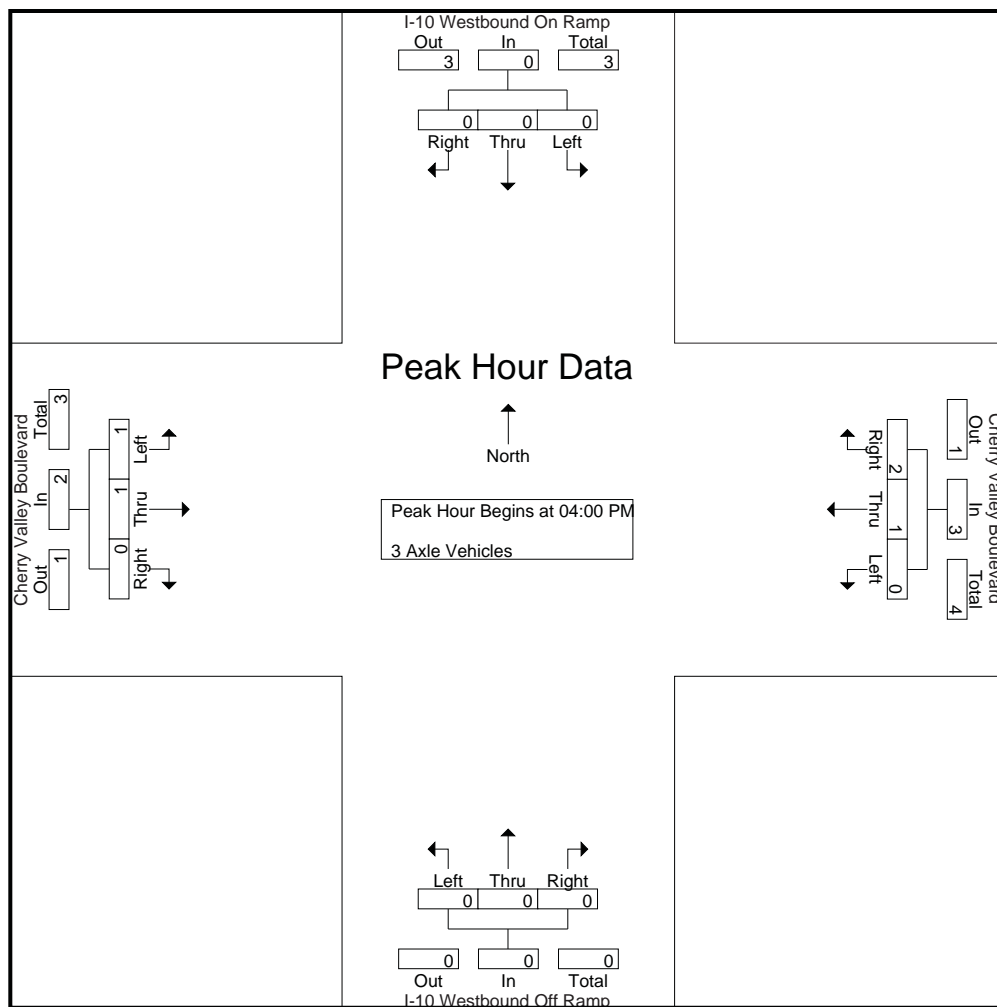 I-10 Westbound On Ramp
Out In Total
3 0 3
0 0 0
Right Thru Left
Peak Hour Data
North
Peak Hour Begins at 04:00 PM
3 Axle Vehicles
Cherry Valley Boulevard
Total In Out
3 2 1
1 1 0
Left Thru Right
Cherry Valley Boulevard
Out In Total
1 3 4
2 1 0
Right Thru Left
Left Thru Right
0 0 0
0 0 0
Out In Total
I-10 Westbound Off Ramp